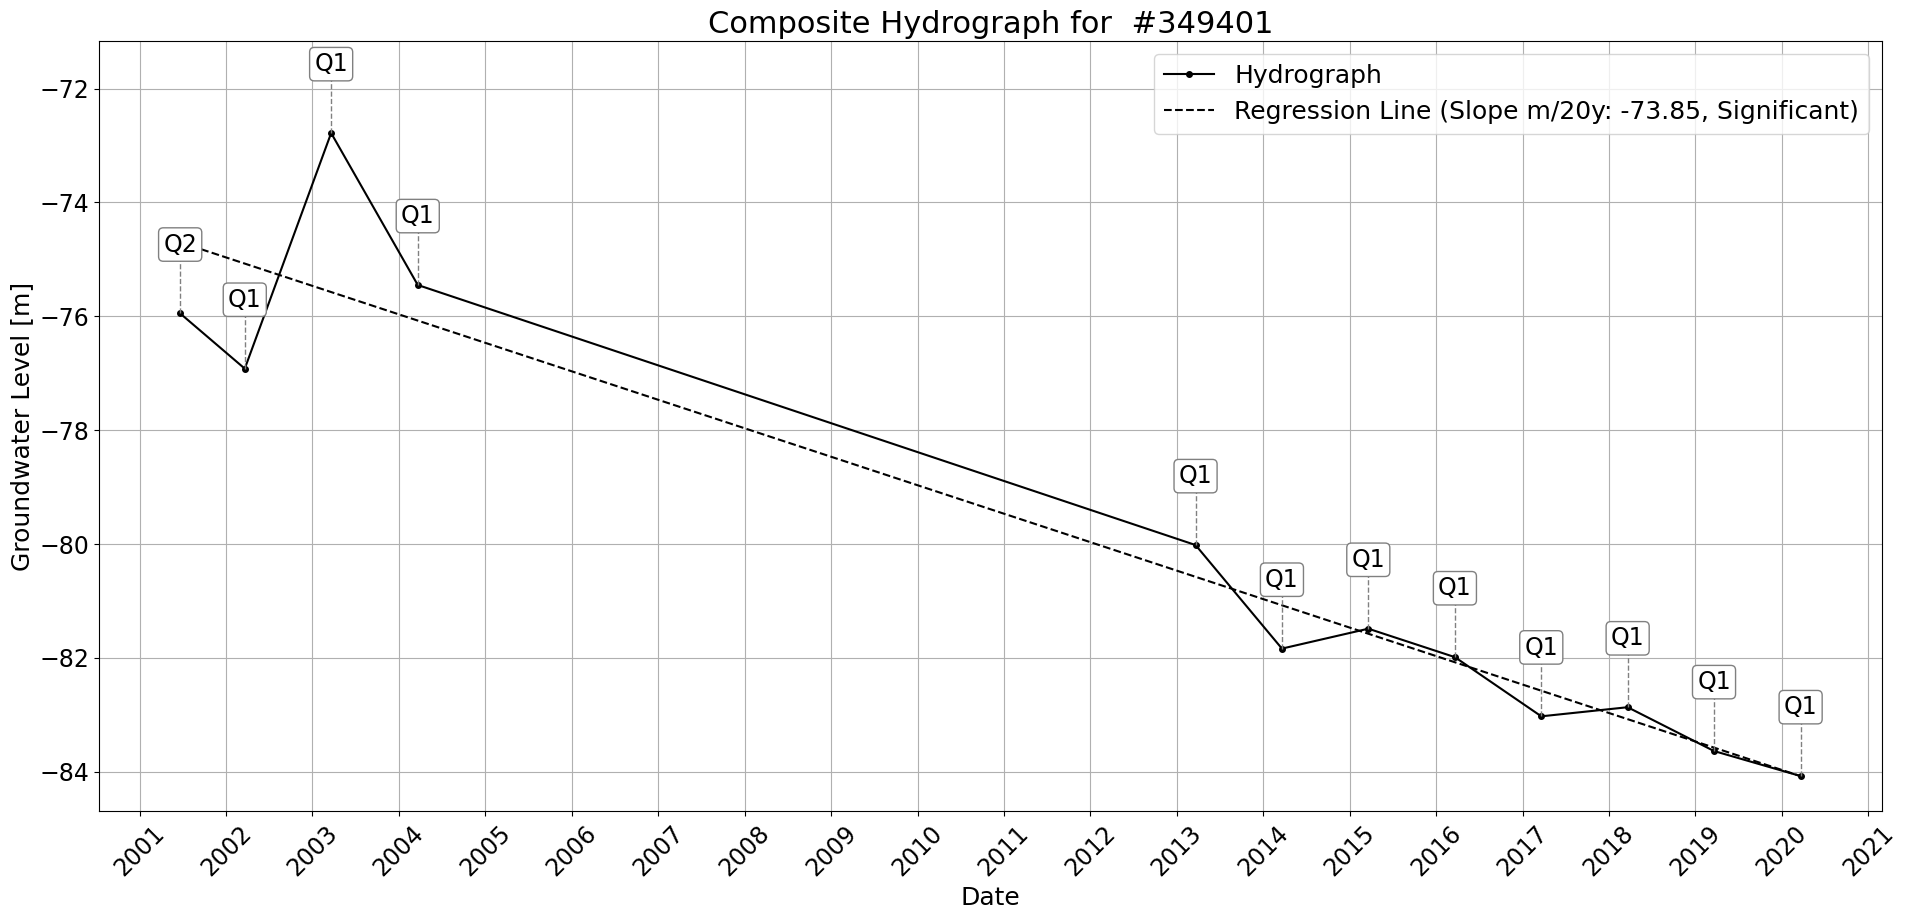 Composite Hydrograph for  #349401
Hydrograph
Regression Line (Slope m/20y: -73.85, Significant)
Groundwater Level [m]
−72
−74
−76
−78
−80
−82
−84
Q2
Q1
Q1
Q1
Q1
Q1
Q1
Q1
Q1
Q1
Q1
Q1
2001
2002
2003
2004
2005
2006
2007
2008
2009
2010
2011
2012
2013
2014
2015
2016
2017
2018
2019
2020
2021
Date